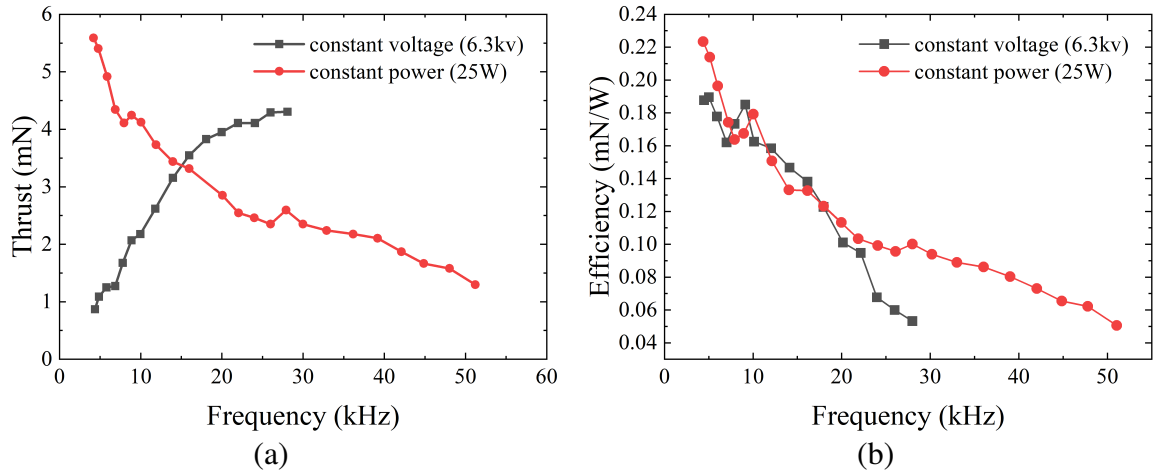 6
5
4
3
2
1
0
Thrust (mN)
constant voltage (6.3kv)
constant power (25W)
0 10 20 30 40 50 60
Frequency (kHz)
(a)
0.24
0.22
0.20
0.18
0.16
0.14
0.12
0.10
0.08
0.06
0.04
Efficiency (mN/W)
constant voltage (6.3kv)
constant power (25W)
0 10 20 30 40 50
Frequency (kHz)
(b)